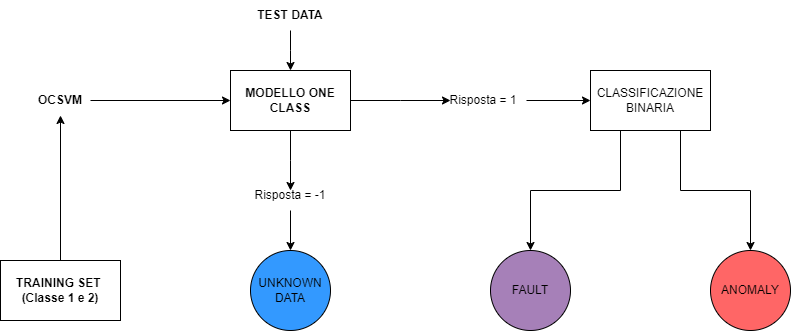 TEST DATA
OCSVM
MODELLO ONE
CLASS
Risposta = 1
CLASSIFICAZIONE
BINARIA
Risposta = -1
TRAINING SET
(Classe 1 e 2)
UNKNOWN
DATA
FAULT
ANOMALY